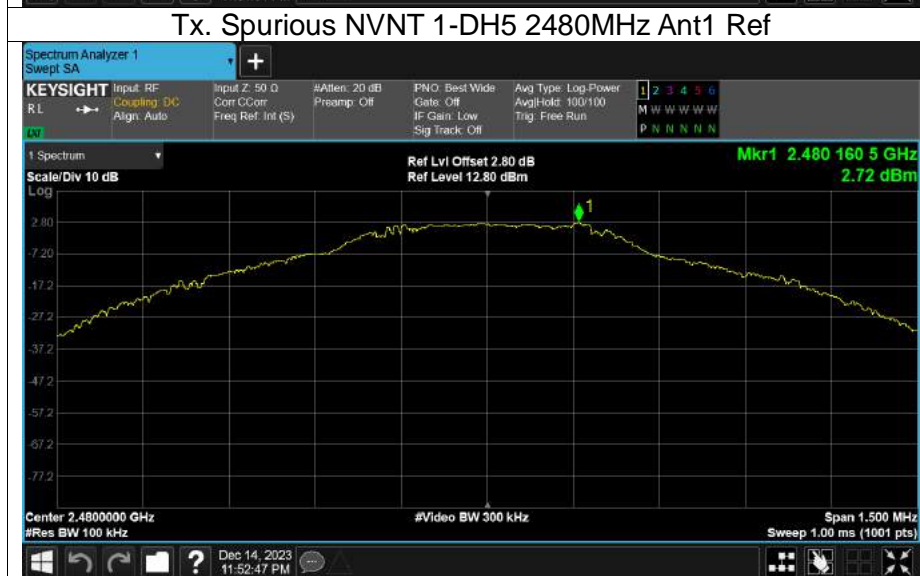 Tx. Spurious NVNT 1-DH5 2480MHz Ant1 Ref
Spectrum Analyzer 1
Swept SA
+
KEYSIGHT
RL
LXI
Input: RF
Coupling: DC
Align: Auto
Input Z: 50 Ω
Corr CCorr
Freq Ref: Int (S)
#Atten: 20 dB
Preamp: Off
PNO: Best Wide
Gate: Off
IF Gain: Low
Sig Track: Off
Avg Type: Log-Power
Avg|Hold: 100/100
Trig: Free Run
1 2 3 4 5 6
M W W W W W
P N N N N N
1 Spectrum
Scale/Div 10 dB
Ref Lvl Offset 2.80 dB
Ref Level 12.80 dBm
Mkr1 2.480 160 5 GHz
2.72 dBm
Log
1
2.80
-7.20
-17.2
-27.2
-37.2
-47.2
-57.2
-67.2
-77.2
Center 2.4800000 GHz
#Video BW 300 kHz
Span 1.500 MHz
#Res BW 100 kHz
Sweep 1.00 ms (1001 pts)
?
Dec 14, 2023
11:52:47 PM